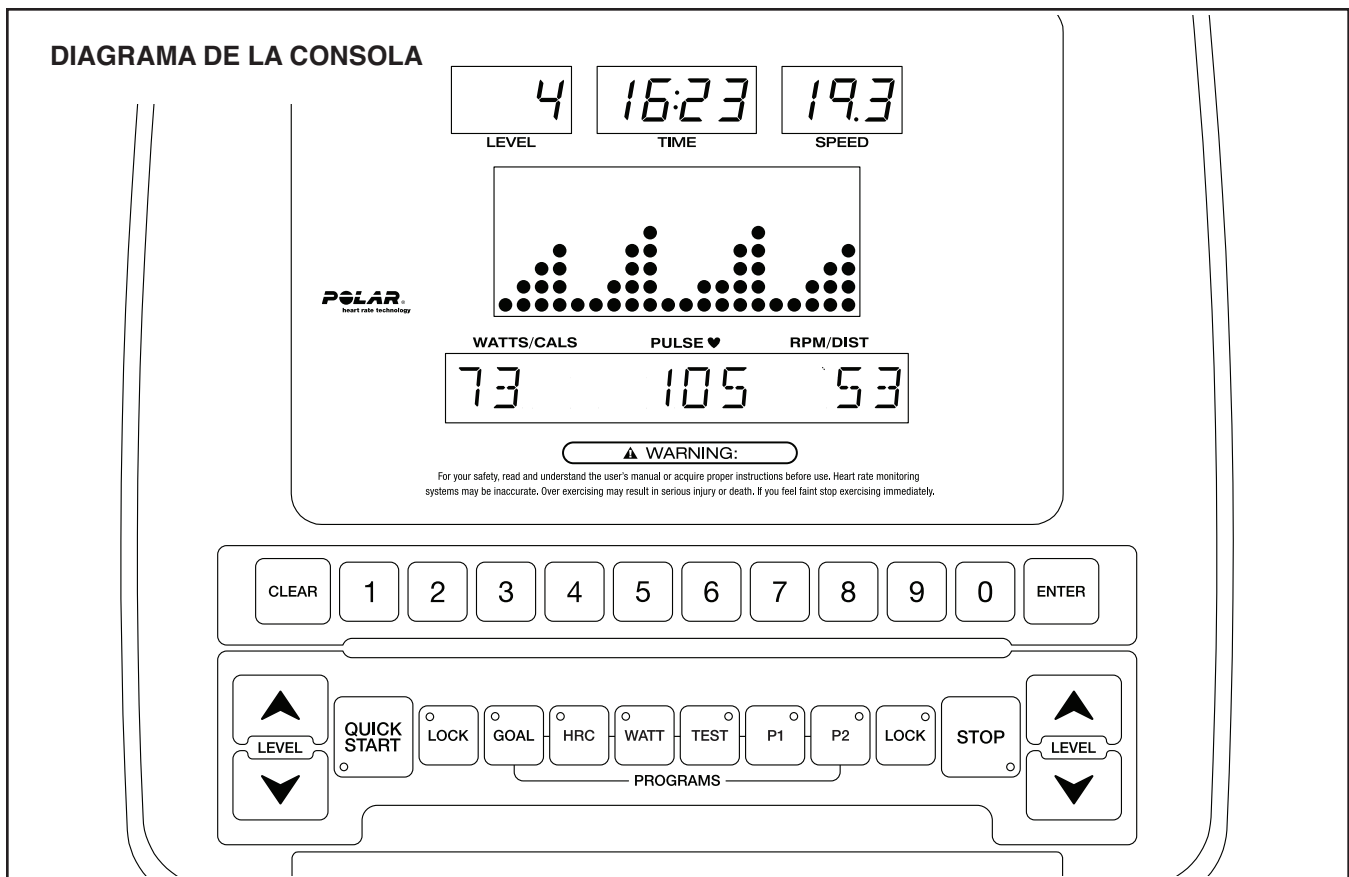 DIAGRAMA DE LA CONSOLA
4 16:23 19.3
LEVEL TIME SPEED
POLAR®
heart rate technology
WATTS/CALS PULSE ♥ RPM/DIST
73 105 53
⚠ WARNING:
For your safety, read and understand the user's manual or acquire proper instructions before use. Heart rate monitoring
systems may be inaccurate. Over exercising may result in serious injury or death. If you feel faint stop exercising immediately.
CLEAR 1 2 3 4 5 6 7 8 9 0 ENTER
LEVEL
QUICK
START
LOCK GOAL HRC WATT TEST P1 P2 LOCK STOP
LEVEL
PROGRAMS